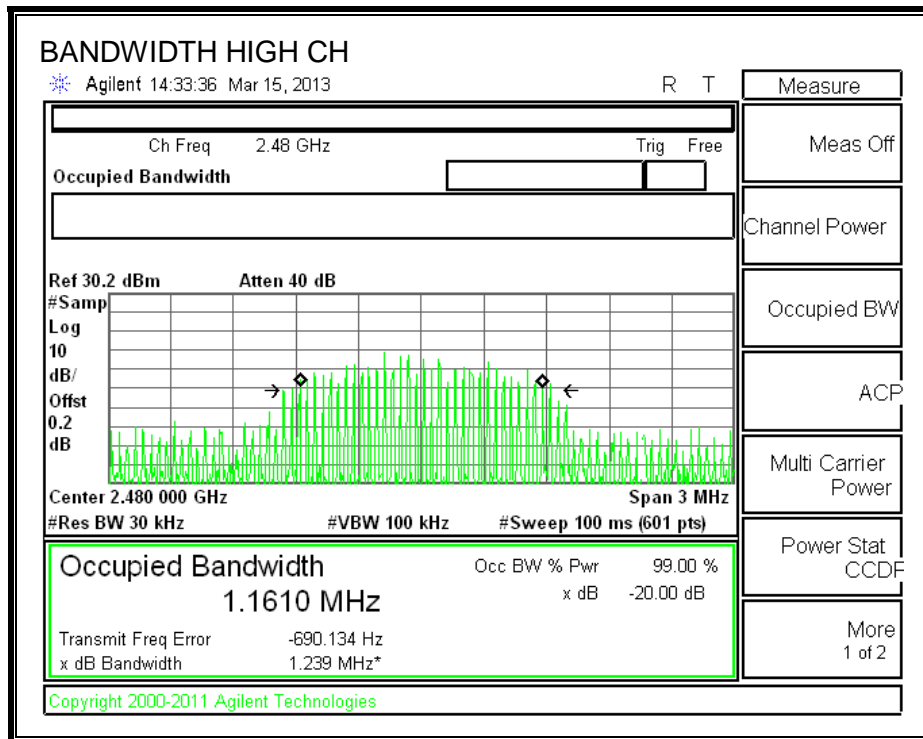 BANDWIDTH HIGH CH
Agilent 14:33:36 Mar 15, 2013 R T
Measure
Ch Freq 2.48 GHz Trig Free
Meas Off
Occupied Bandwidth
Channel Power
Ref 30.2 dBm Atten 40 dB
#Samp
Log
10
dB/
Offst
0.2
dB
Occupied BW
ACP
Multi Carrier
Power
Center 2.480 000 GHz Span 3 MHz
#Res BW 30 kHz #VBW 100 kHz #Sweep 100 ms (601 pts)
Power Stat
CCDF
Occupied Bandwidth Occ BW % Pwr 99.00 %
1.1610 MHz x dB -20.00 dB
Transmit Freq Error -690.134 Hz
x dB Bandwidth 1.239 MHz*
More
1 of 2
Copyright 2000-2011 Agilent Technologies